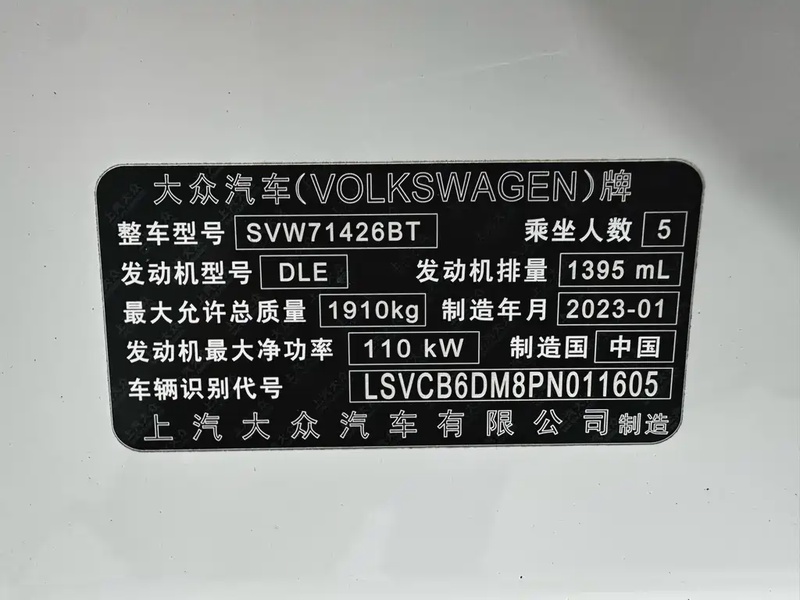 大众汽车(VOLKSWAGEN)牌
整车型号 SVW71426BT 乘坐人数 5
发动机型号 DLE 发动机排量 1395 mL
最大允许总质量 1910kg 制造年月 2023-01
发动机最大净功率 110 kW 制造国 中国
车辆识别代号 LSVCB6DM8PN011605
上汽大众汽车有限公司制造